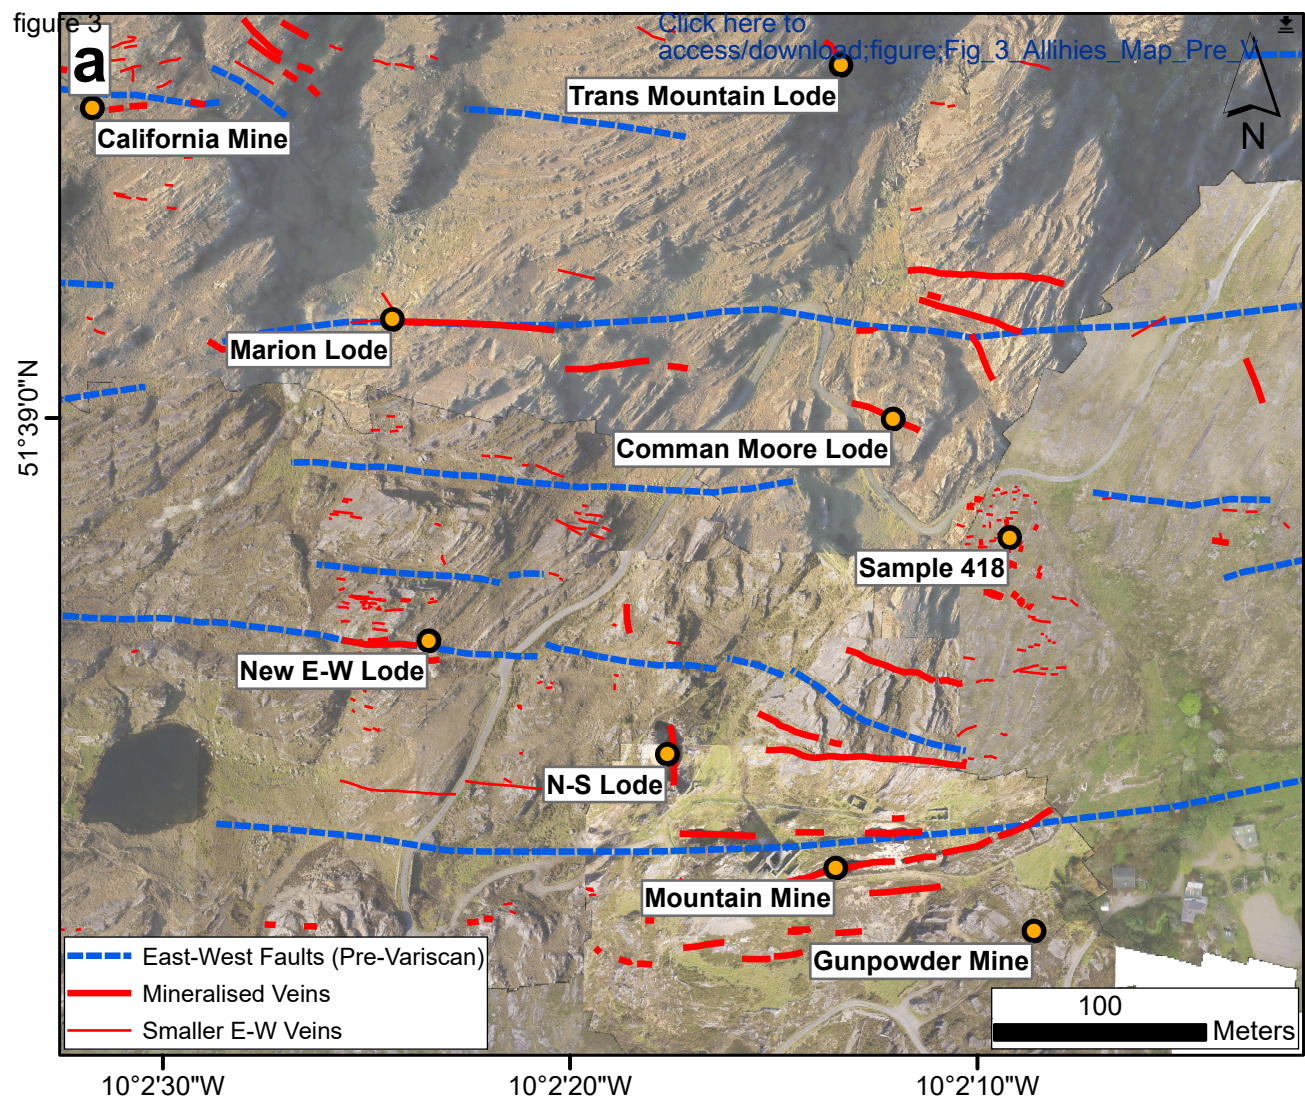 figure 3
Click here to
access/download;figure;Fig_3_Allihies_Map_Pre_V
a
N
Trans Mountain Lode
California Mine
Marion Lode
51°39'0"N
Comman Moore Lode
Sample 418
New E-W Lode
N-S Lode
Mountain Mine
Gunpowder Mine
East-West Faults (Pre-Variscan)
Mineralised Veins
Smaller E-W Veins
100
Meters
10°2'30"W
10°2'20"W
10°2'10"W